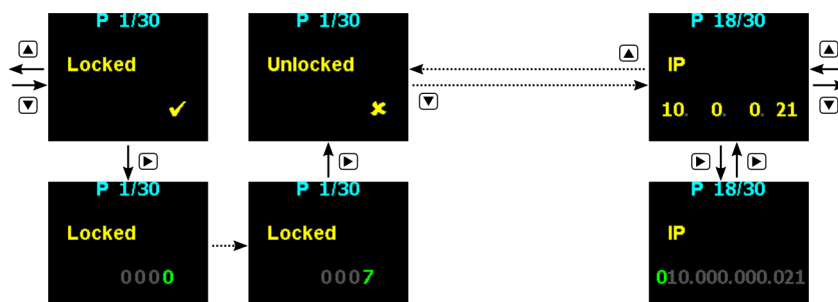 P 1/30
Locked
✓
P 1/30
Unlocked
✘
P 18/30
IP
10. 0. 0. 21
P 1/30
Locked
0000
P 1/30
Locked
0007
P 18/30
IP
010.000.000.021